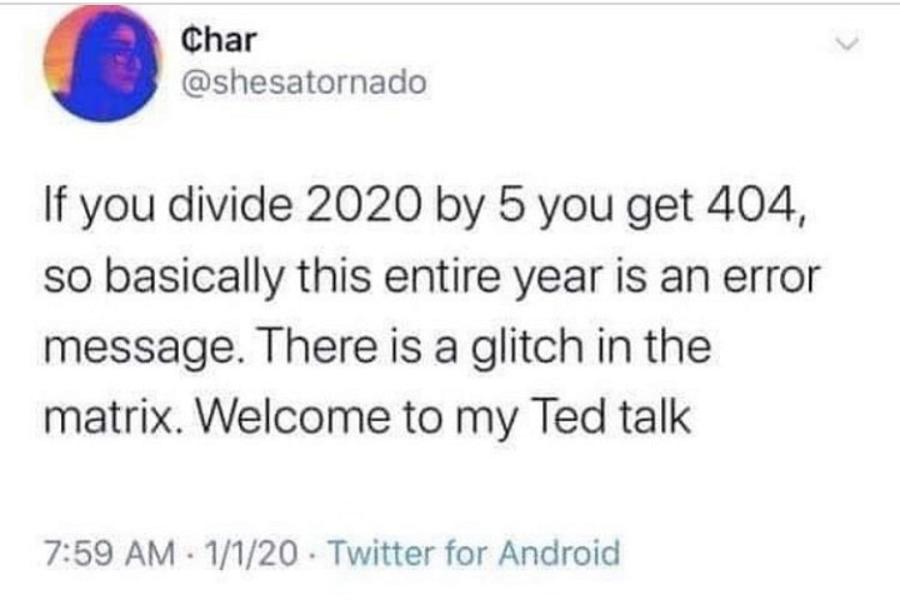 ¢har
@shesatornado
If you divide 2020 by 5 you get 404,
so basically this entire year is an error
message. There is a glitch in the
matrix. Welcome to my Ted talk
7:59 AM · 1/1/20 · Twitter for Android